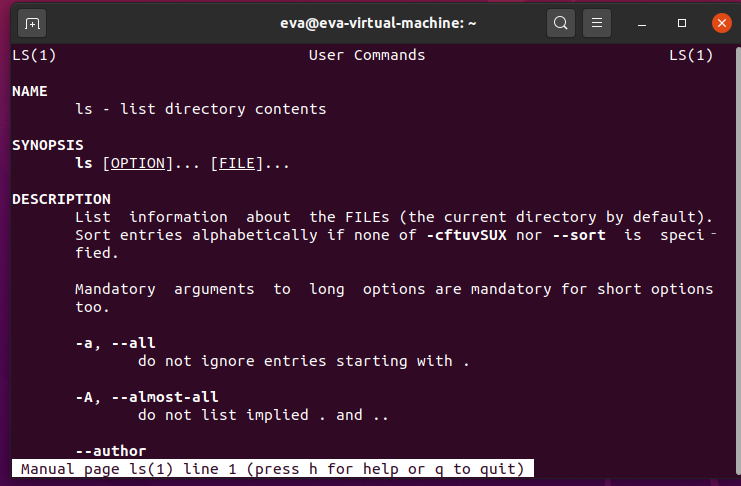 eva@eva-virtual-machine: ~
LS(1) User Commands LS(1)
NAME
ls - list directory contents
SYNOPSIS
ls [OPTION]... [FILE]...
DESCRIPTION
List information about the FILEs (the current directory by default).
Sort entries alphabetically if none of -cftuvSUX nor --sort is speci-
fied.
Mandatory arguments to long options are mandatory for short options
too.
-a, --all
do not ignore entries starting with .
-A, --almost-all
do not list implied . and ..
--author
Manual page ls(1) line 1 (press h for help or q to quit)